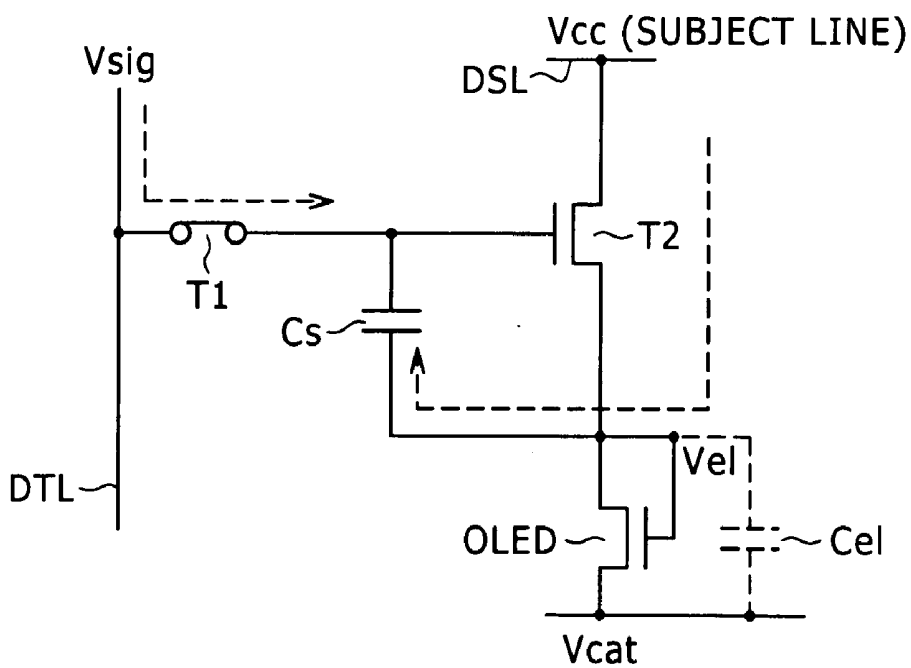 Vcc (SUBJECT LINE)
Vsig
DSL
T2
T1
Cs
Vel
DTL
OLED
Cel
Vcat